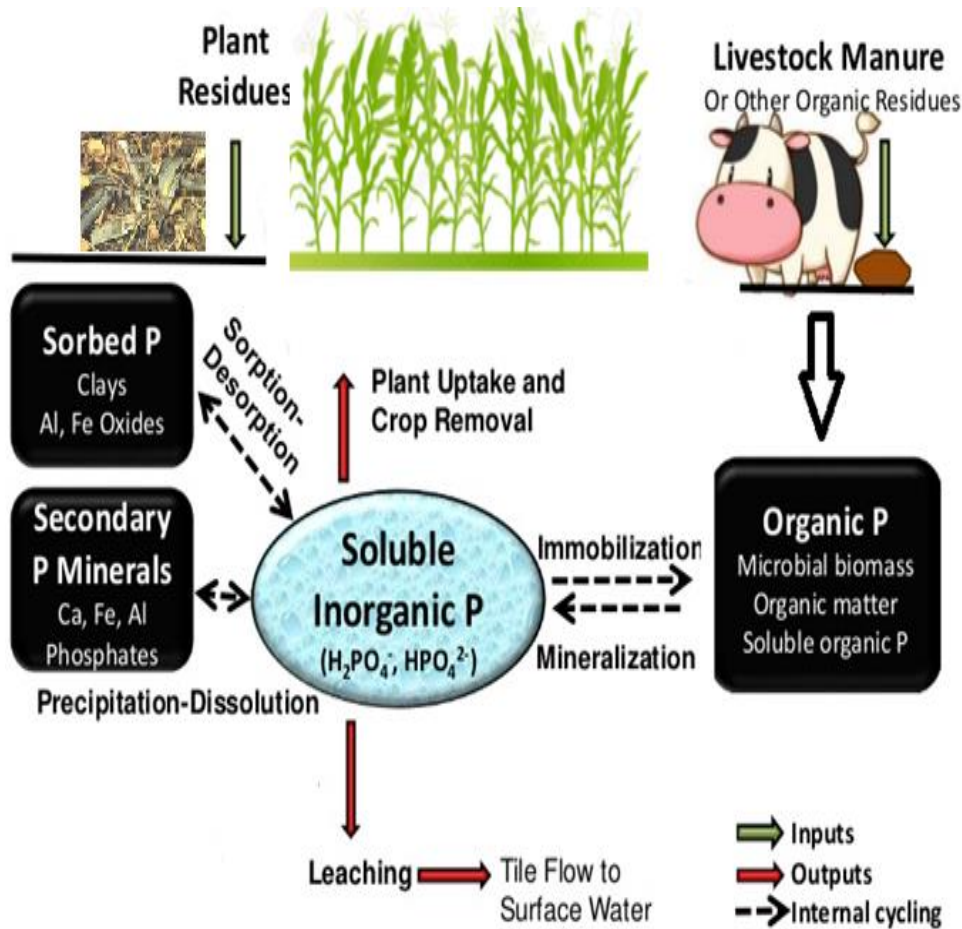 Plant
Residues
Livestock Manure
Or Other Organic Residues
Sorbed P
Clays
Al, Fe Oxides
Sorption-
Desorption
Plant Uptake and
Crop Removal
Secondary
P Minerals
Ca, Fe, Al
Phosphates
Precipitation-Dissolution
Soluble
Inorganic P
(H₂PO₄⁻, HPO₄²⁻)
Immobilization
Mineralization
Organic P
Microbial biomass
Organic matter
Soluble organic P
Leaching
Tile Flow to
Surface Water
Inputs
Outputs
Internal cycling